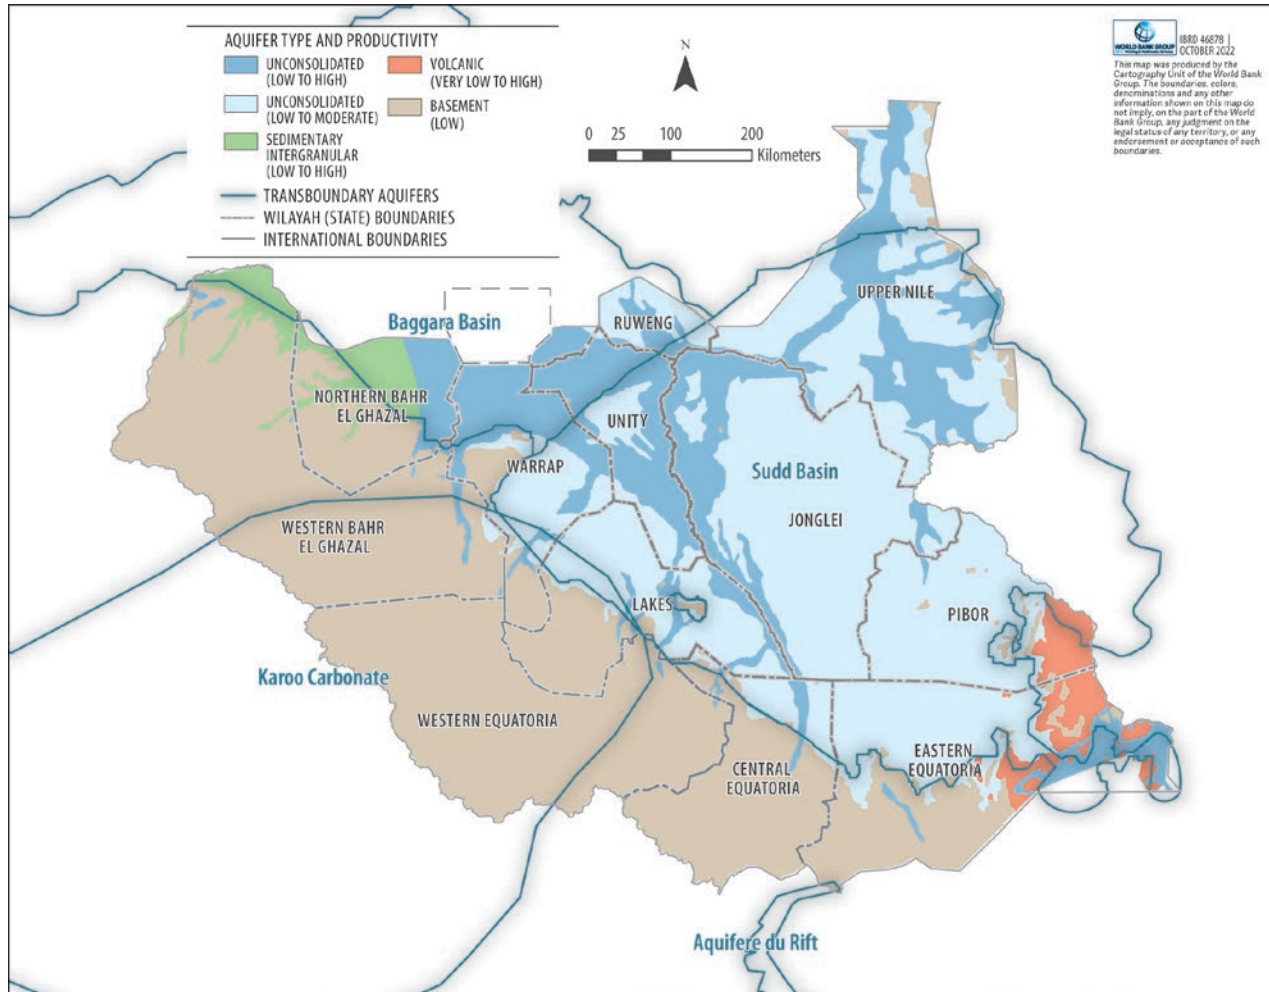 AQUIFER TYPE AND PRODUCTIVITY
UNCONSOLIDATED
(LOW TO HIGH)
UNCONSOLIDATED
(LOW TO MODERATE)
SEDIMENTARY
INTERGRANULAR
(LOW TO HIGH)
VOLCANIC
(VERY LOW TO HIGH)
BASEMENT
(LOW)
TRANSBOUNDARY AQUIFERS
WILAYAH (STATE) BOUNDARIES
INTERNATIONAL BOUNDARIES
N
0 25 100 200
Kilometers
WORLD BANK GROUP
IBRD 46878 |
OCTOBER 2022
This map was produced by the
Cartography Unit of the World Bank
Group. The boundaries, colors,
denominations and any other
information shown on this map do
not imply, on the part of the World
Bank Group, any judgment on the
legal status of any territory, or any
endorsement or acceptance of such
boundaries.
UPPER NILE
Baggara Basin
RUWENG
NORTHERN BAHR
EL GHAZAL
UNITY
WARRAP
Sudd Basin
JONGLEI
WESTERN BAHR
EL GHAZAL
LAKES
PIBOR
Karoo Carbonate
WESTERN EQUATORIA
CENTRAL
EQUATORIA
EASTERN
EQUATORIA
Aquifere du Rift